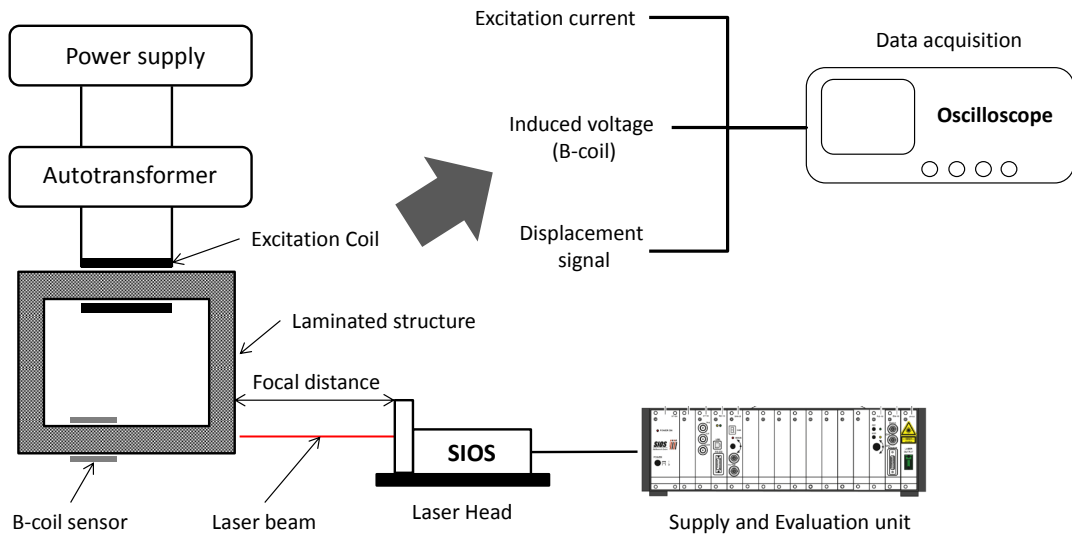 Power supply
Autotransformer
Excitation Coil
Laminated structure
Focal distance
SIOS
B-coil sensor
Laser beam
Laser Head
Supply and Evaluation unit
SIOS
Excitation current
Induced voltage
(B-coil)
Displacement
signal
Data acquisition
Oscilloscope